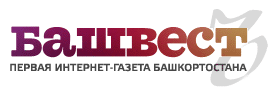 Башвест
ПЕРВАЯ ИНТЕРНЕТ-ГАЗЕТА БАШКОРТОСТАНА